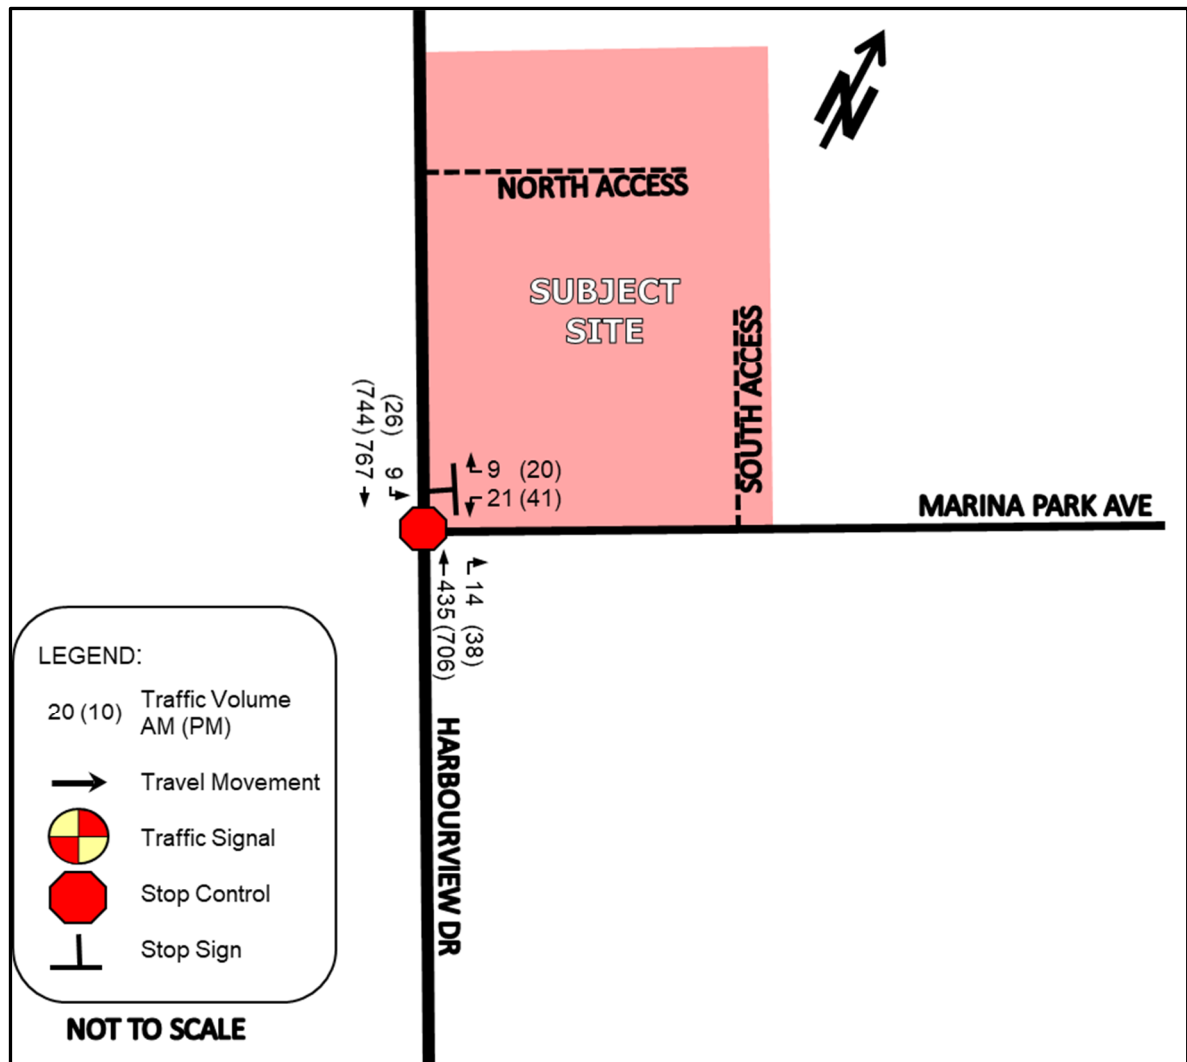 N
NORTH ACCESS
SUBJECT
SITE
SOUTH ACCESS
(26) 9
(744) 767
9 (20)
21 (41)
MARINA PARK AVE
14 (38)
435 (706)
HARBOURVIEW DR
LEGEND:
20 (10)
Traffic Volume
AM (PM)
Travel Movement
Traffic Signal
Stop Control
Stop Sign
NOT TO SCALE